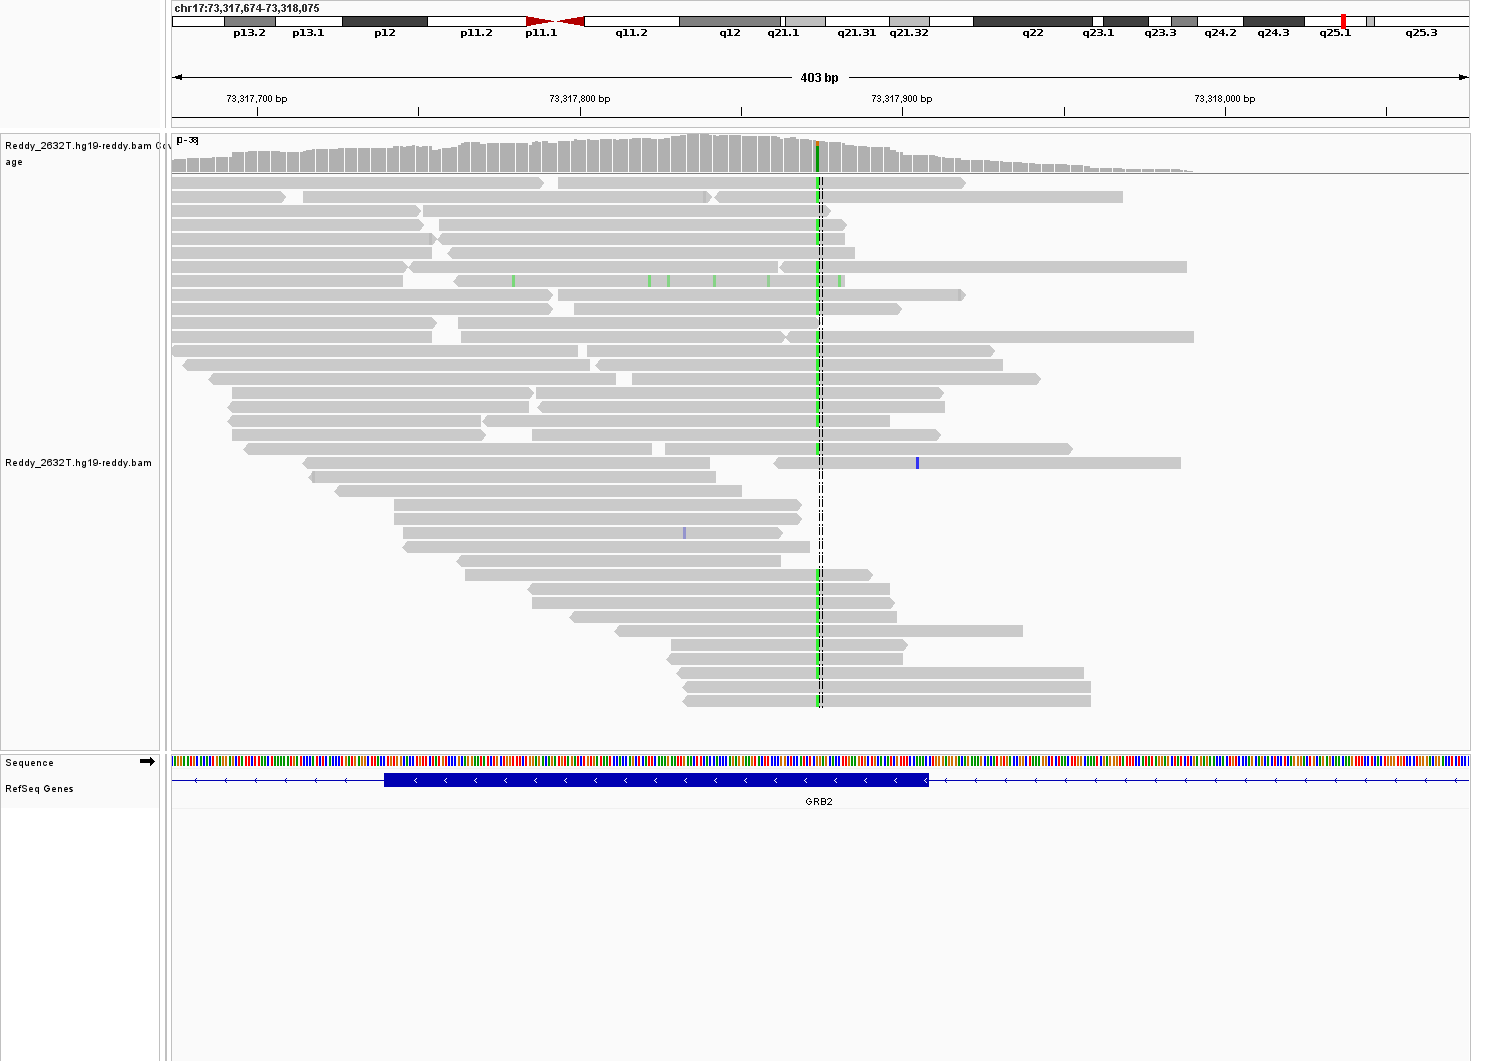 chr17:73,317,674-73,318,075
p13.2 p13.1 p12 p11.2 p11.1 q11.2 q12 q21.1 q21.31 q21.32 q22 q23.1 q23.3 q24.2 q24.3 q25.1 q25.3
403 bp
73,317,700 bp 73,317,800 bp 73,317,900 bp 73,318,000 bp
[0 - 38]
Reddy_2632T.hg19-reddy.bam Cov
age
Reddy_2632T.hg19-reddy.bam
Sequence
RefSeq Genes
GRB2